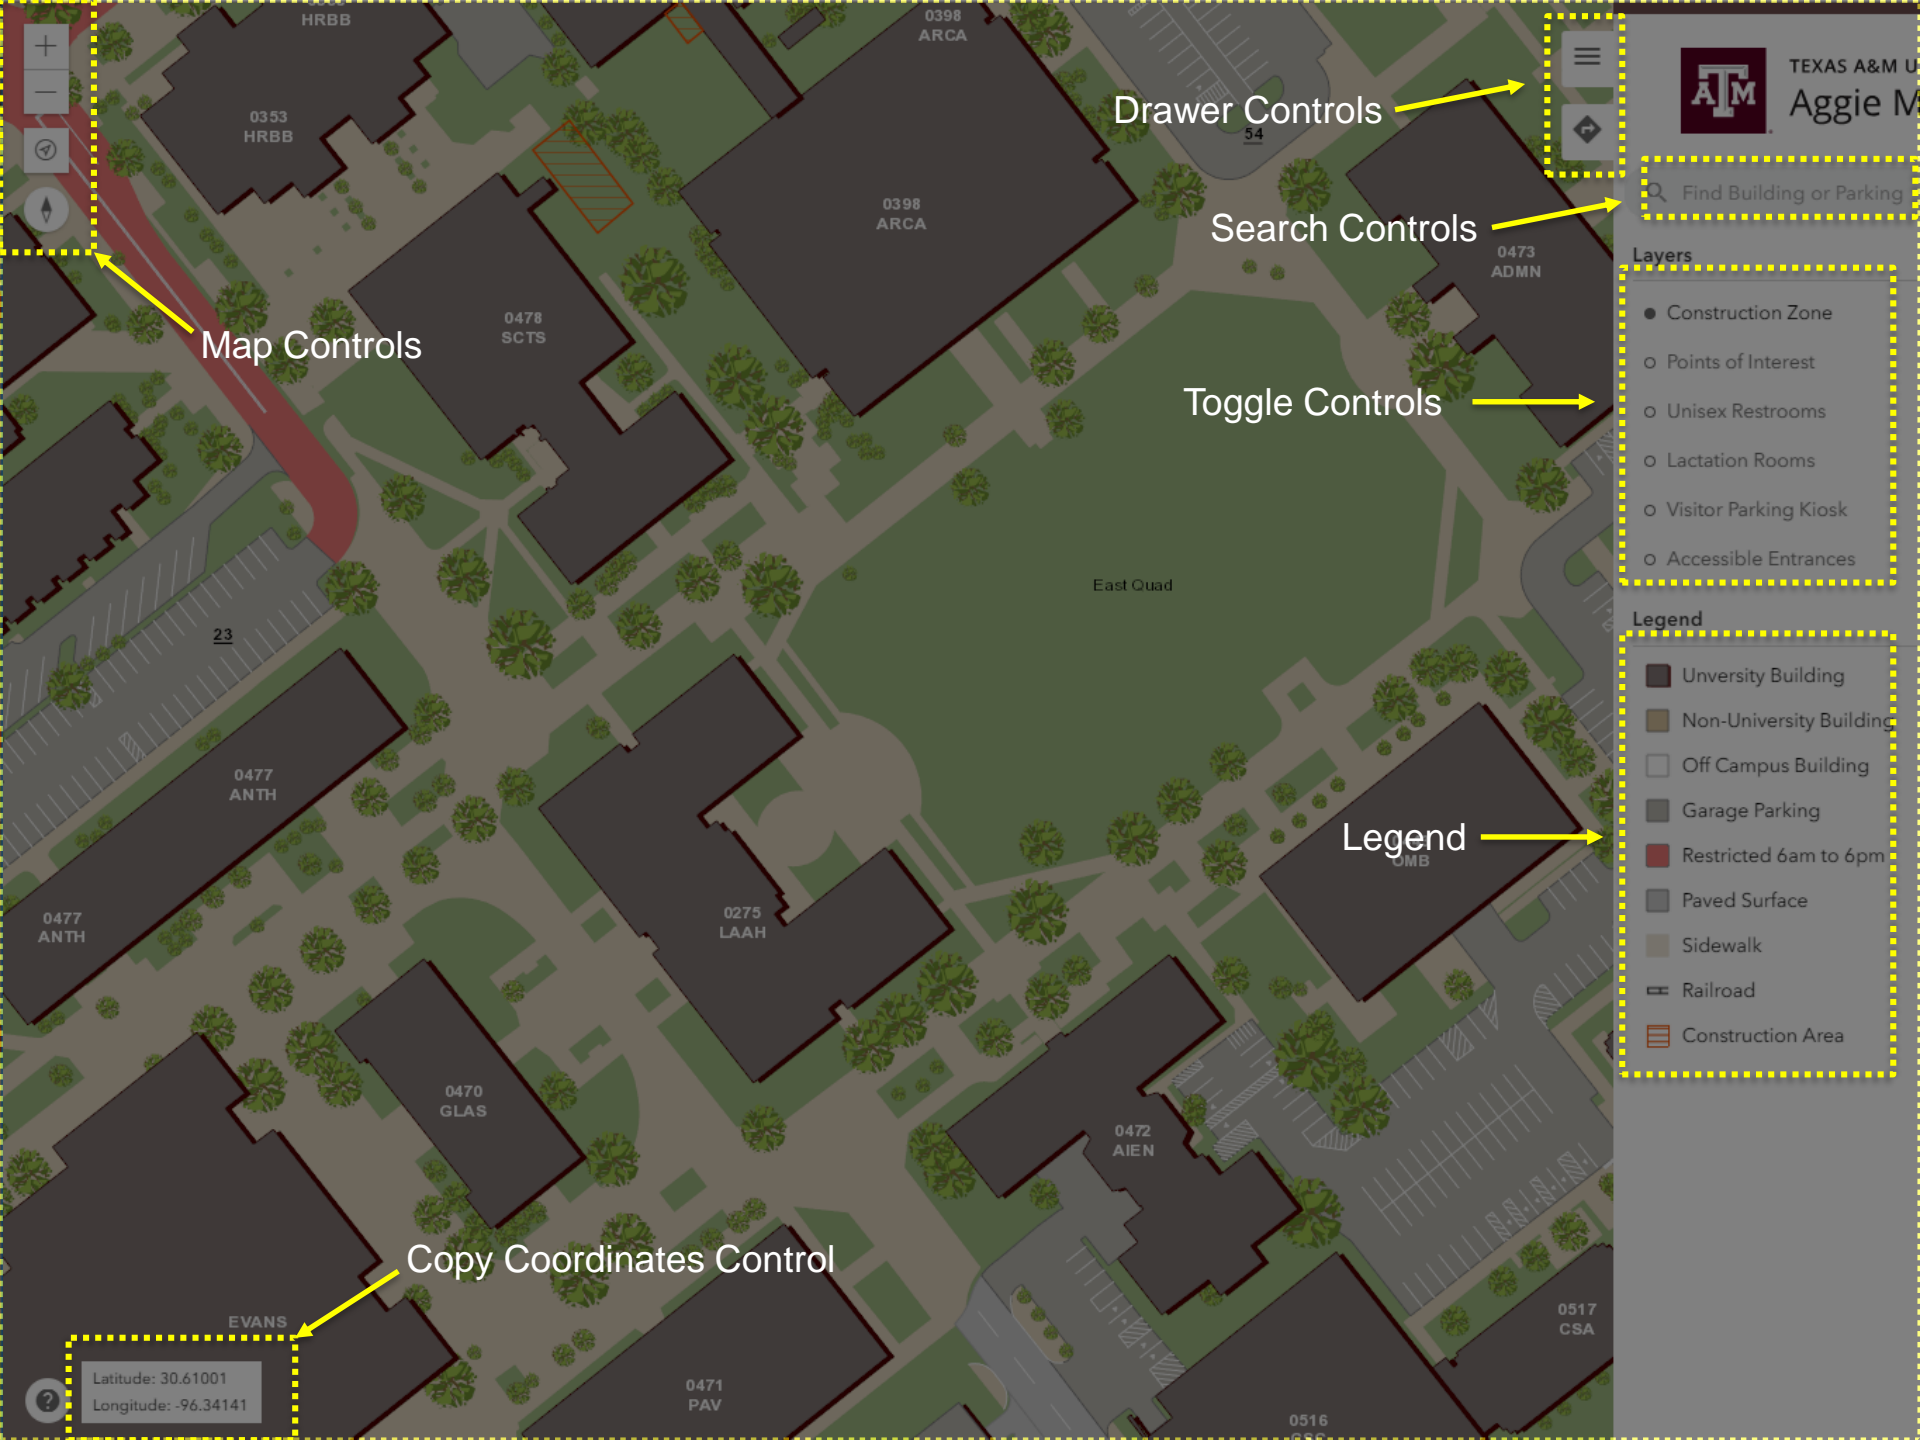 HRBB
0398
ARCA
TEXAS A&M U
Aggie M
ATM
Drawer Controls
54
0353
HRBB
Find Building or Parking
0398
ARCA
Search Controls
Layers
0473
ADMN
Construction Zone
0478
SCTS
Map Controls
Points of Interest
Toggle Controls
Unisex Restrooms
Lactation Rooms
Visitor Parking Kiosk
Accessible Entrances
East Quad
Legend
23
Unversity Building
Non-University Building
Off Campus Building
0477
ANTH
Garage Parking
Legend
OMB
Restricted 6am to 6pm
Paved Surface
0477
ANTH
0275
LAAH
Sidewalk
Railroad
Construction Area
0470
GLAS
0472
AIEN
Copy Coordinates Control
EVANS
0517
CSA
Latitude: 30.61001
Longitude: -96.34141
?
0471
PAV
0516